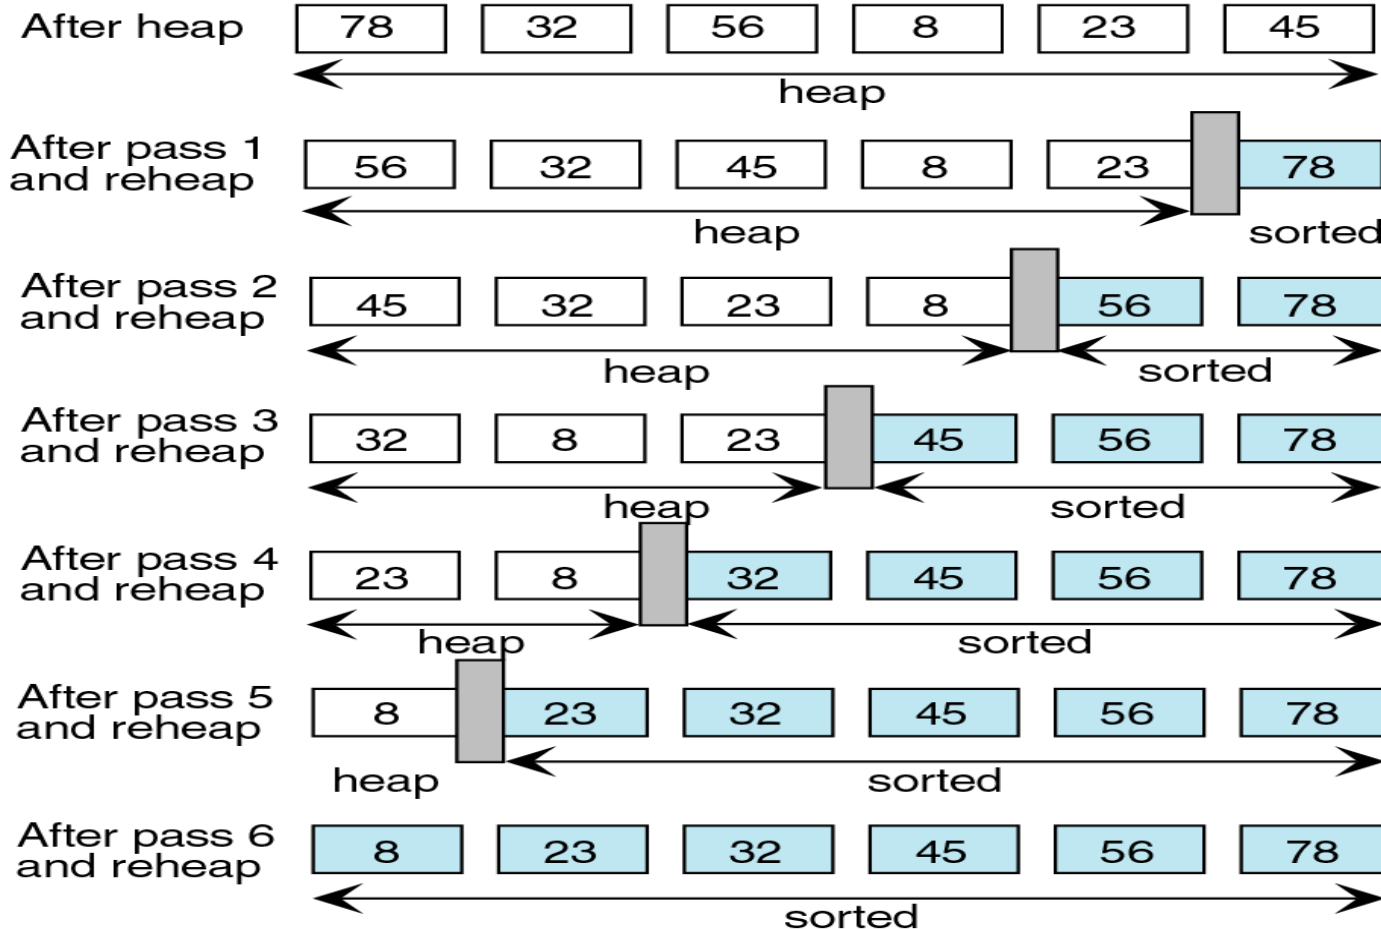 After heap 78 32 56 8 23 45
heap
After pass 1
and reheap 56 32 45 8 23 78
heap sorted
After pass 2
and reheap 45 32 23 8 56 78
heap sorted
After pass 3
and reheap 32 8 23 45 56 78
heap sorted
After pass 4
and reheap 23 8 32 45 56 78
heap sorted
After pass 5
and reheap 8 23 32 45 56 78
heap sorted
After pass 6
and reheap 8 23 32 45 56 78
sorted